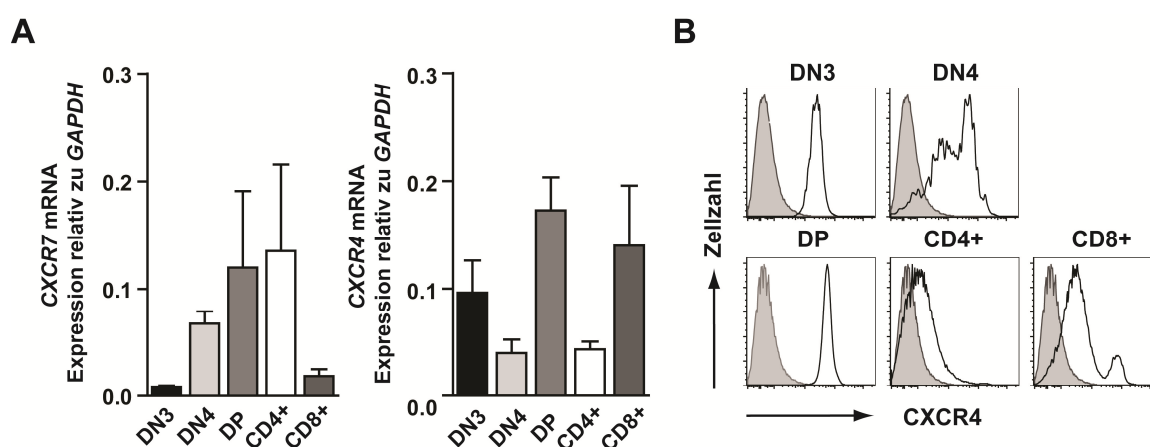 A
CXCR7 mRNA
Expression relativ zu GAPDH
0.3
0.2
0.1
0.0
DN3
DN4
DP
CD4+
CD8+
CXCR4 mRNA
Expression relativ zu GAPDH
0.3
0.2
0.1
0.0
DN3
DN4
DP
CD4+
CD8+
B
DN3
DN4
DP
CD4+
CD8+
Zellzahl
CXCR4